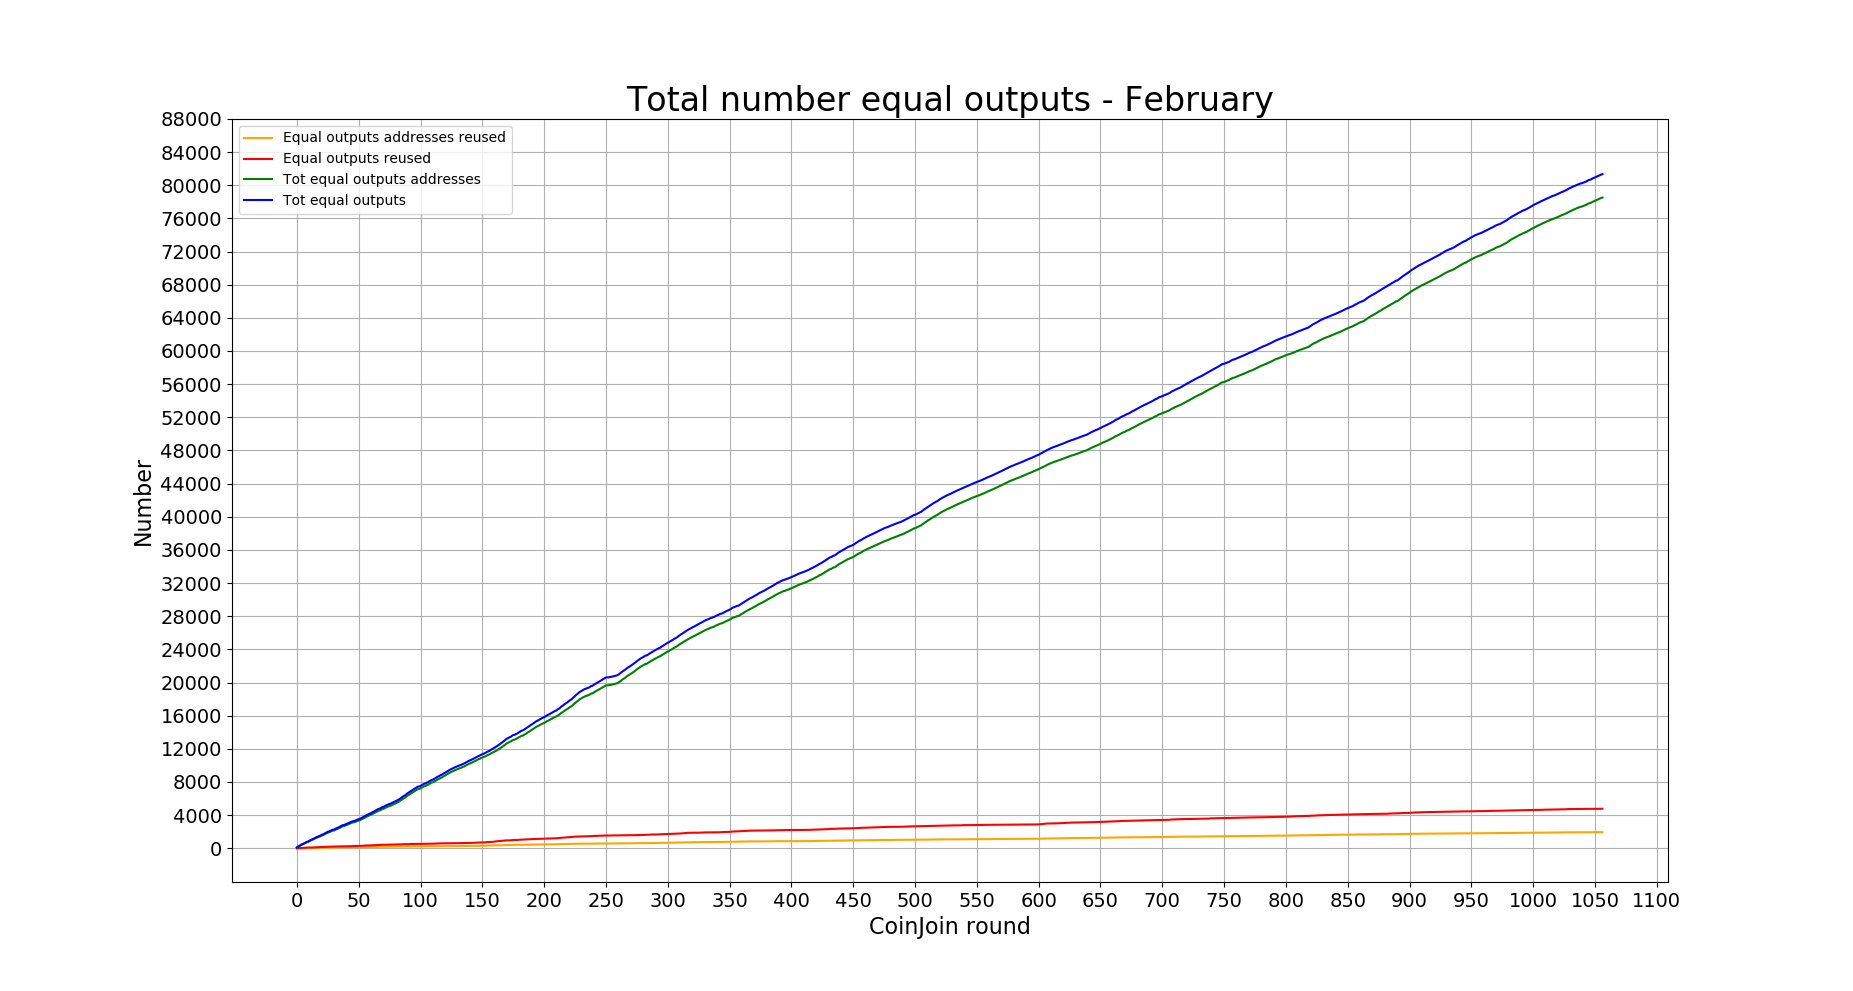 Total number equal outputs - February
88000
84000
80000
76000
72000
68000
64000
60000
56000
52000
48000
44000
40000
36000
32000
28000
24000
20000
16000
12000
8000
4000
0
Number
Equal outputs addresses reused
Equal outputs reused
Tot equal outputs addresses
Tot equal outputs
0 50 100 150 200 250 300 350 400 450 500 550 600 650 700 750 800 850 900 950 1000 1050 1100
CoinJoin round